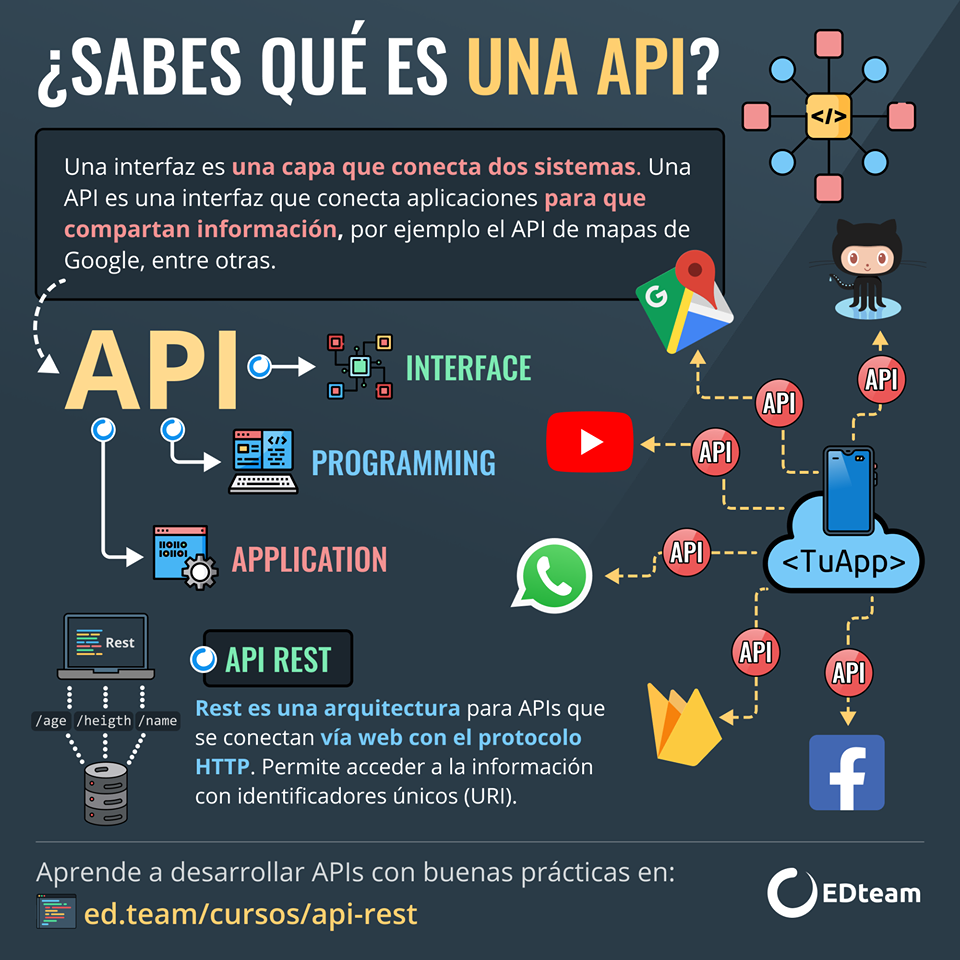 ¿SABES QUÉ ES UNA API?
</>
Una interfaz es una capa que conecta dos sistemas. Una
API es una interfaz que conecta aplicaciones para que
compartan información, por ejemplo el API de mapas de
Google, entre otras.
G
API
INTERFACE
PROGRAMMING
APPLICATION
API
API
API
API
API
API
<TuApp>
Rest
/age /heigth /name
API REST
Rest es una arquitectura para APIs que
se conectan vía web con el protocolo
HTTP. Permite acceder a la información
con identificadores únicos (URI).
f
Aprende a desarrollar APIs con buenas prácticas en:
ed.team/cursos/api-rest
EDteam